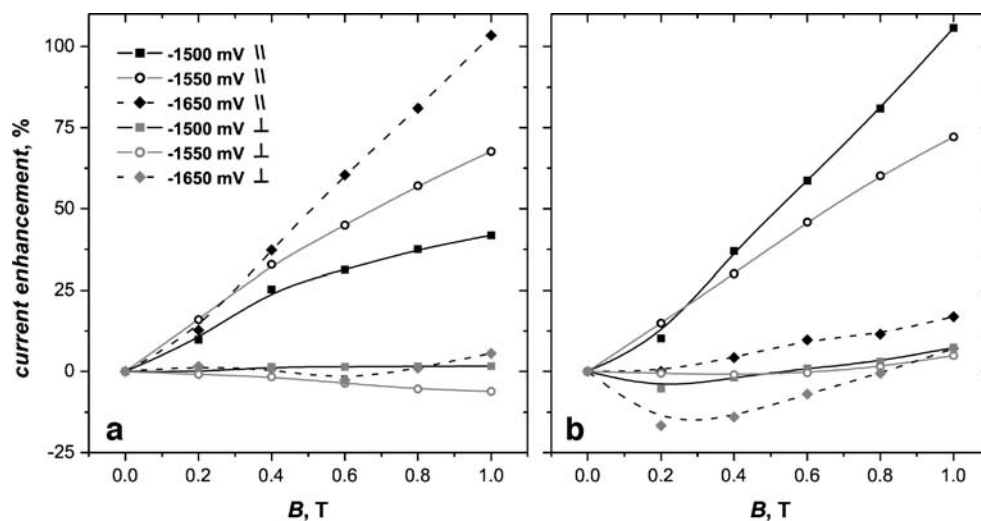 current enhancement, %
100
75
50
25
0
-25
-1500 mV \\
-1550 mV \\
-1650 mV \\
-1500 mV ⊥
-1550 mV ⊥
-1650 mV ⊥
a
b
0.0 0.2 0.4 0.6 0.8 1.0
0.0 0.2 0.4 0.6 0.8 1.0
B, T
B, T